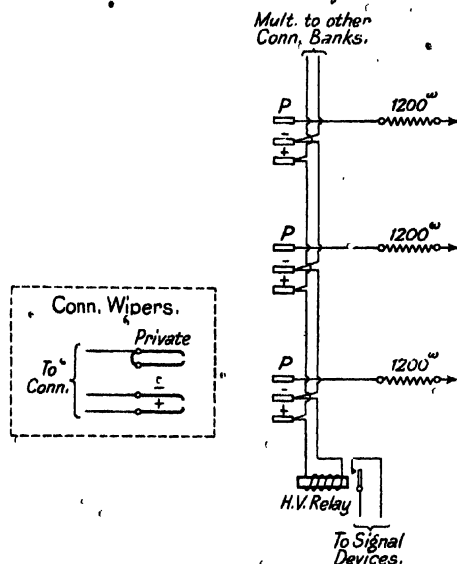 Mult. to other
Conn. Banks.
P
1200ω
-
+
P
1200ω
-
+
Conn. Wipers.
Private
To
Conn.
-
+
P
1200ω
-
+
H.V. Relay
To Signal
Devices.